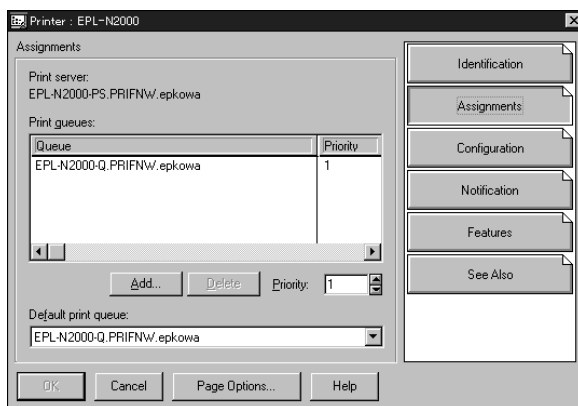 Printer : EPL-N2000
Assignments
Print server:
EPL-N2000-PS.PRIFNW.epkowa
Print queues:
Queue Priority
EPL-N2000-Q.PRIFNW.epkowa 1
Add... Delete Priority: 1
Default print queue:
EPL-N2000-Q.PRIFNW.epkowa
OK Cancel Page Options... Help
Identification
Assignments
Configuration
Notification
Features
See Also